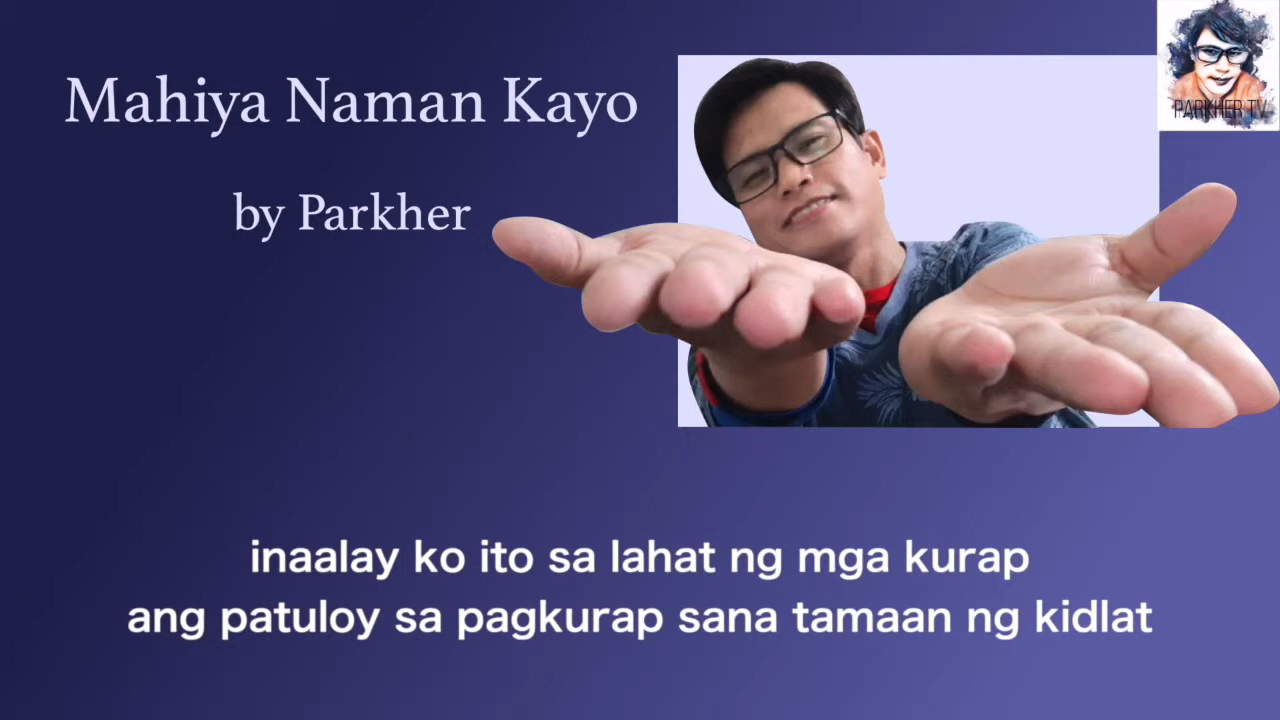 Mahiya Naman Kayo
by Parkher
PARKHER TV
inaalay ko ito sa lahat ng mga kurap
ang patuloy sa pagkurap sana tamaan ng kidlat